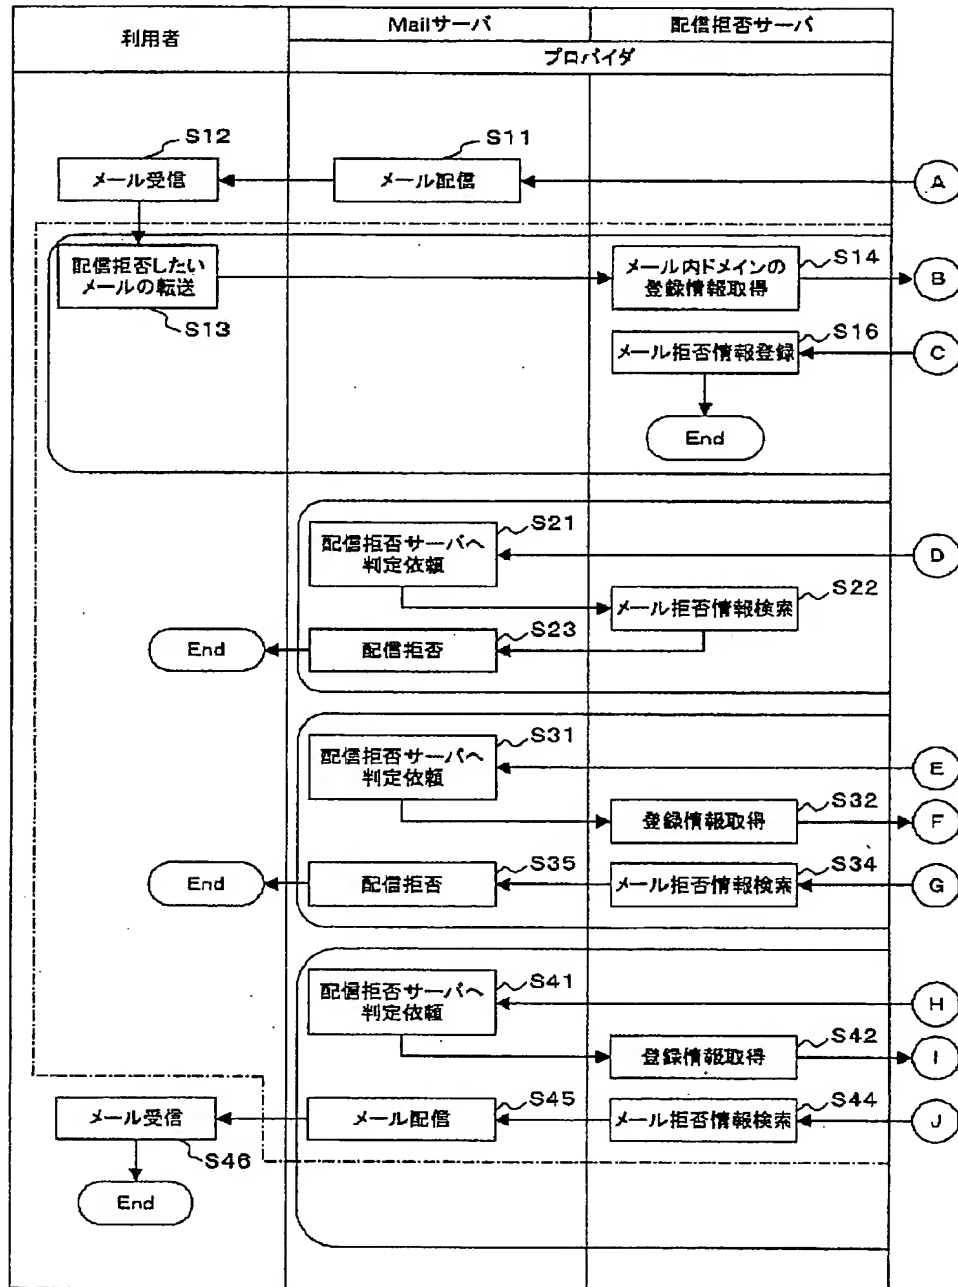 利用者
Mailサーバ
配信拒否サーバ
プロバイダ
S12
S11
メール受信
メール配信
A
配信拒否したい
メールの転送
S13
メール内ドメインの
登録情報取得
S14
B
S16
メール拒否情報登録
C
End
S21
配信拒否サーバへ
判定依頼
D
S22
メール拒否情報検索
S23
配信拒否
End
S31
配信拒否サーバへ
判定依頼
E
S32
登録情報取得
F
End
S35
配信拒否
S34
メール拒否情報検索
G
S41
配信拒否サーバへ
判定依頼
H
S42
登録情報取得
I
メール受信
S45
メール配信
S44
メール拒否情報検索
J
S46
End